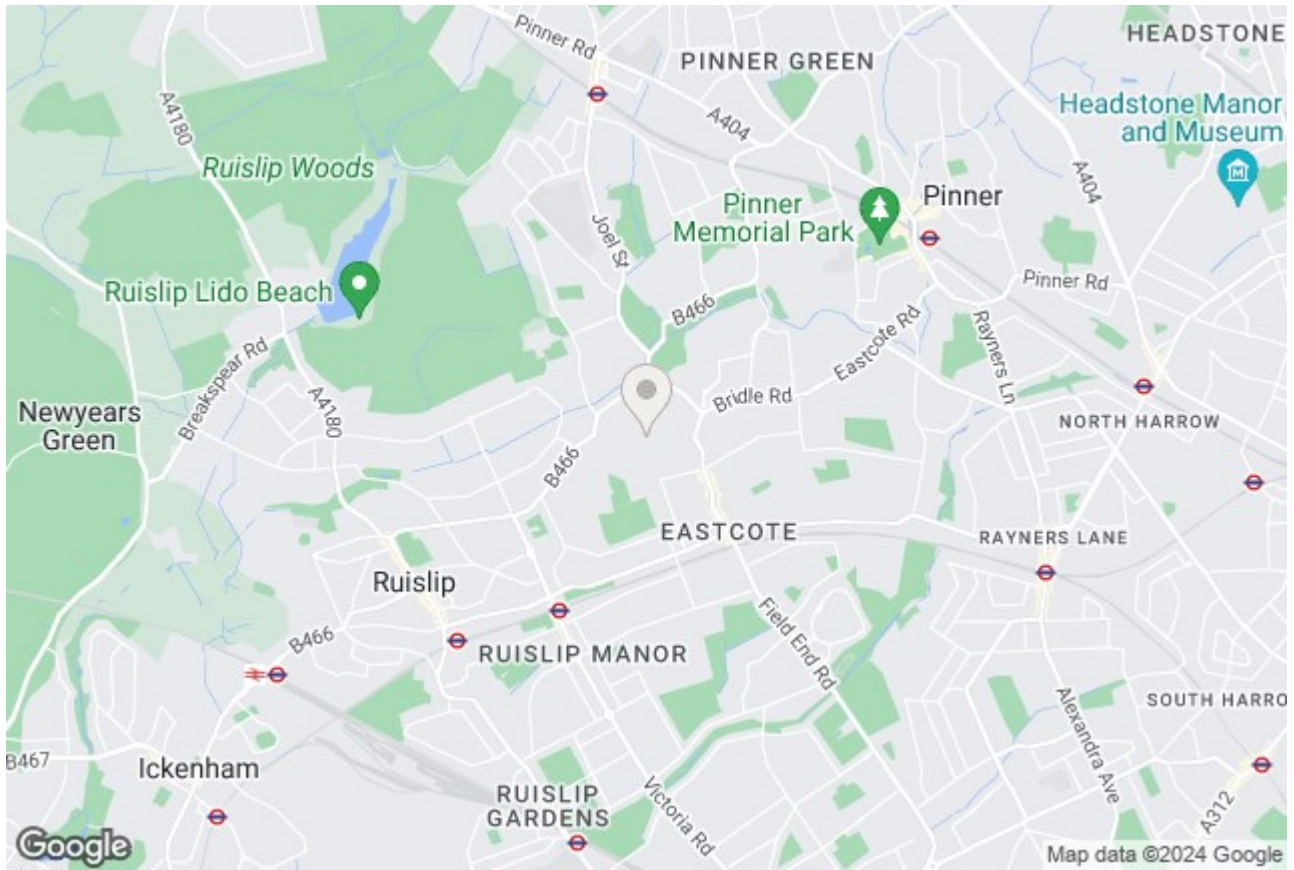 Pinner Rd
PINNER GREEN
HEADSTONE
A4180
A404
Headstone Manor
and Museum
M
Ruislip Woods
A404
Pinner
Pinner
Memorial Park
Joel St
Ruislip Lido Beach
B466
Pinner Rd
Eastcote Rd
Rayners Ln
Breakspear Rd
A4180
Bridle Rd
Newyears
Green
NORTH HARROW
B466
EASTCOTE
RAYNERS LANE
Ruislip
Field End Rd
B466
RUISLIP MANOR
SOUTH HARRO
Alexandra Ave
B467
Ickenham
RUISLIP
GARDENS
Victoria Rd
A312
Google
Map data ©2024 Google